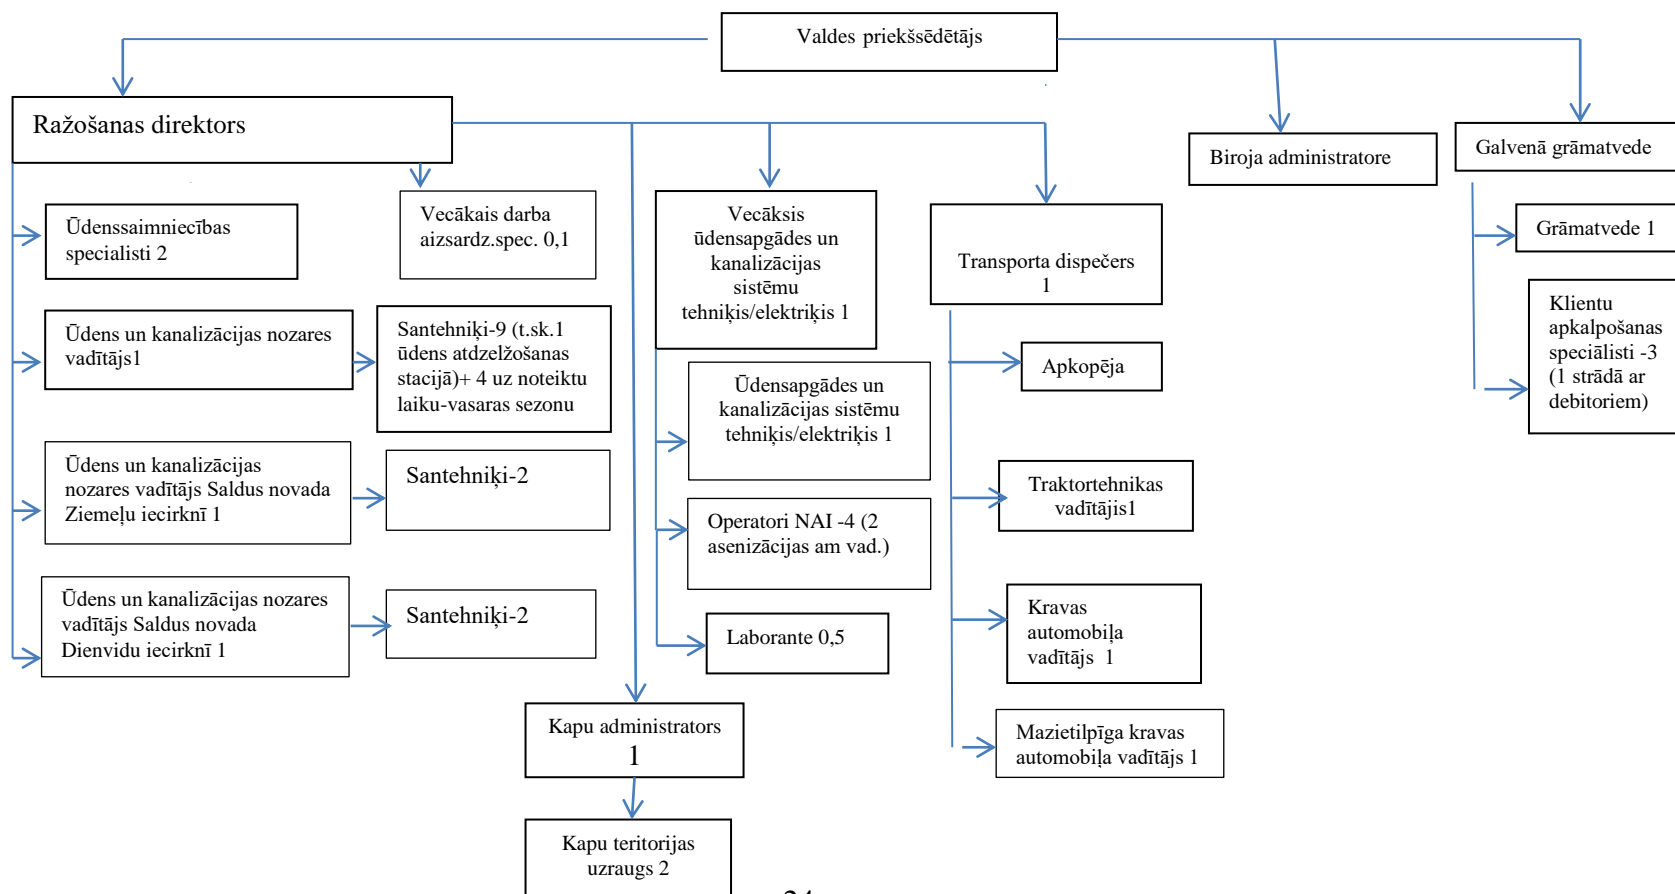 Valdes priekšsēdētājs
Ražošanas direktors
Biroja administratore
Galvenā grāmatvede
Ūdenssaimniecības
specialisti 2
Vecākais darba
aizsardz.spec. 0,1
Vecāksis
ūdensapgādes un
kanalizācijas
sistēmu
tehniķis/elektriķis 1
Transporta dispečers
1
Grāmatvede 1
Klientu
apkalpošanas
speciālisti -3
(1 strādā ar
debitoriem)
Ūdens un kanalizācijas nozares
vadītājs1
Santehniķi-9 (t.sk.1
ūdens atdzelžošanas
stacijā)+ 4 uz noteiktu
laiku-vasaras sezonu
Ūdensapgādes un
kanalizācijas sistēmu
tehniķis/elektriķis 1
Apkopēja
Ūdens un kanalizācijas
nozares vadītājs Saldus novada
Ziemeļu iecirknī 1
Santehniķi-2
Operatori NAI -4 (2
asenizācijas am vad.)
Traktortehnikas
vadītājis1
Ūdens un kanalizācijas nozares
vadītājs Saldus novada
Dienvidu iecirknī 1
Santehniķi-2
Laborante 0,5
Kravas
automobiļa
vadītājs 1
Kapu administrators
1
Mazietilpīga kravas
automobiļa vadītājs 1
Kapu teritorijas
uzraugs 2